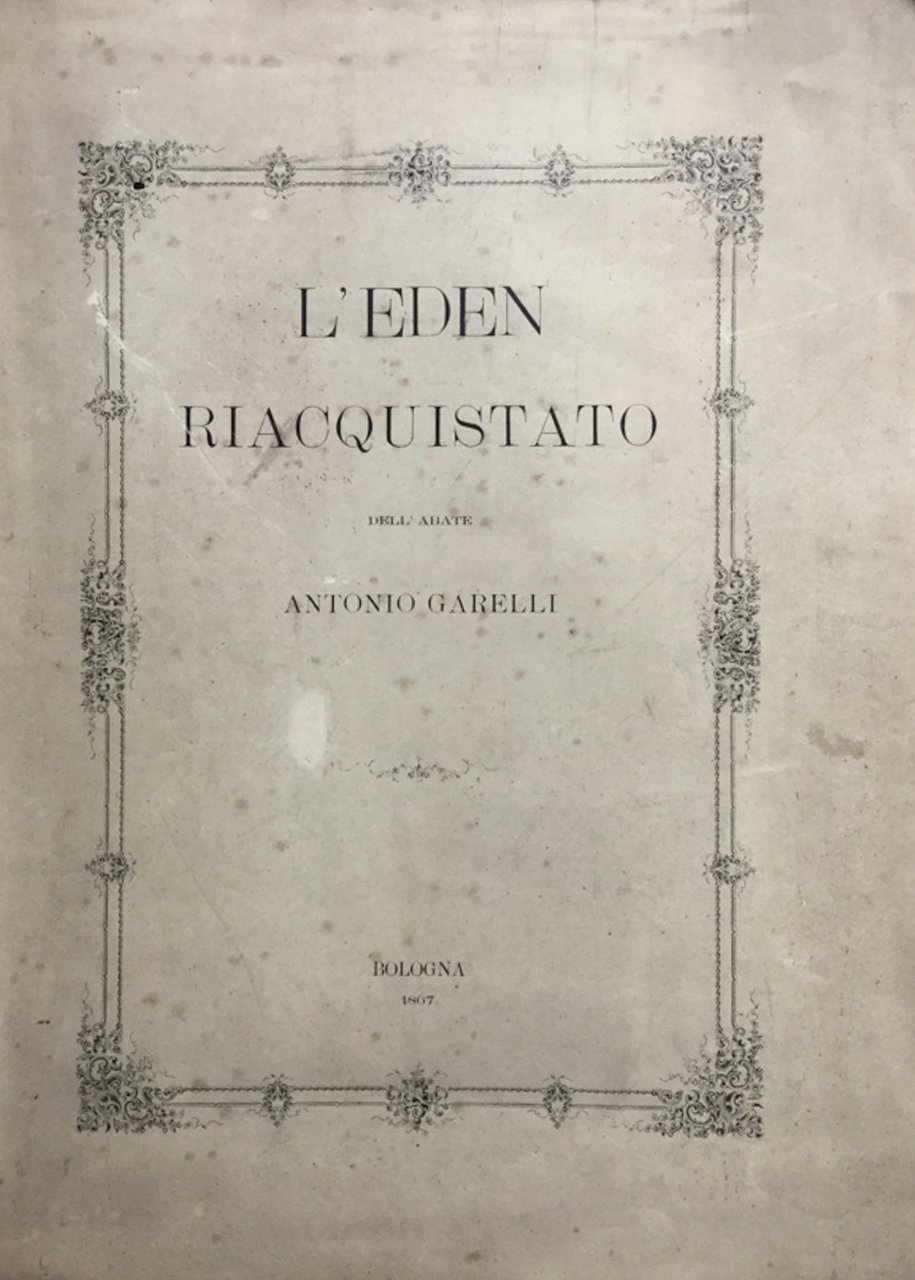 L' EDEN
RIACQUISTATO
DELL' ABATE
ANTONIO GARELLI
BOLOGNA
1867.